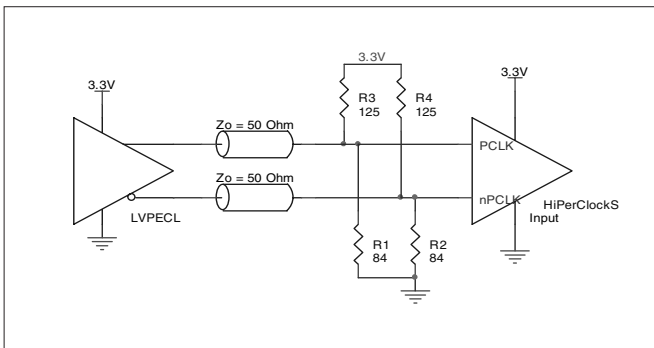 3.3V
3.3V
3.3V
R3
125
R4
125
Zo = 50 Ohm
PCLK
Zo = 50 Ohm
nPCLK
HiPerClockS
Input
LVPECL
R1
84
R2
84